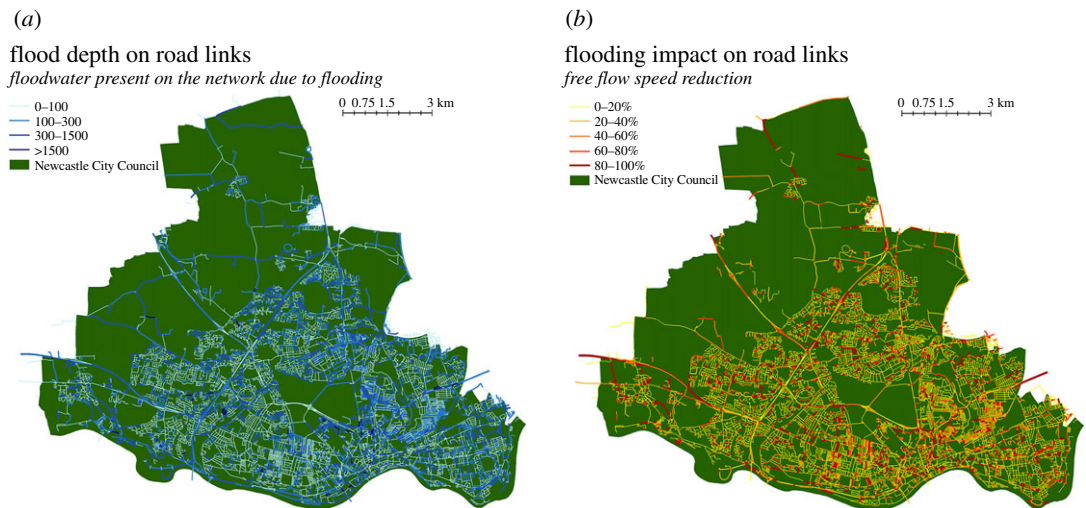 (a)
flood depth on road links
floodwater present on the network due to flooding
0–100
100–300
300–1500
>1500
Newcastle City Council
0 0.75 1.5 3 km
(b)
flooding impact on road links
free flow speed reduction
0–20%
20–40%
40–60%
60–80%
80–100%
Newcastle City Council
0 0.75 1.5 3 km